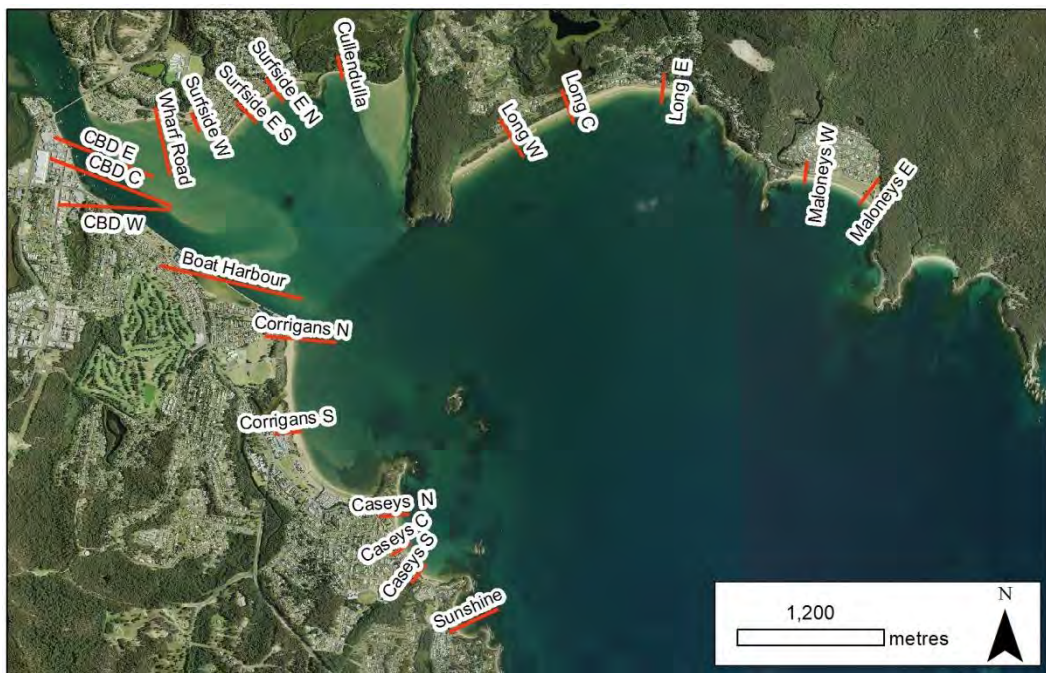 Cullendulla
Surfside E N
Surfside E S
Surfside W
Wharf Road
CBD E
CBD C
CBD W
Boat Harbour
Corrigans N
Corrigans S
Caseys N
Caseys C
Caseys S
Sunshine
Long W
Long C
Long E
Maloneys W
Maloneys E
1,200
metres
N